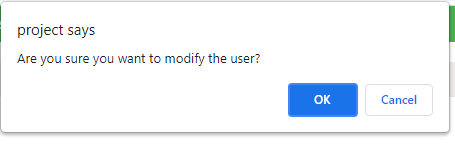 project says
Are you sure you want to modify the user?
OK
Cancel